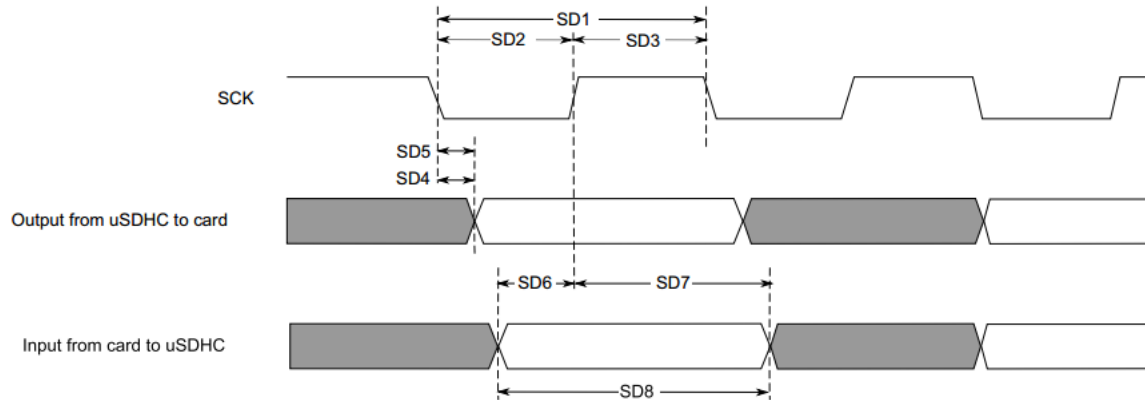 SD1
SD2 SD3
SCK
SD5
SD4
Output from uSDHC to card
SD6 SD7
Input from card to uSDHC
SD8